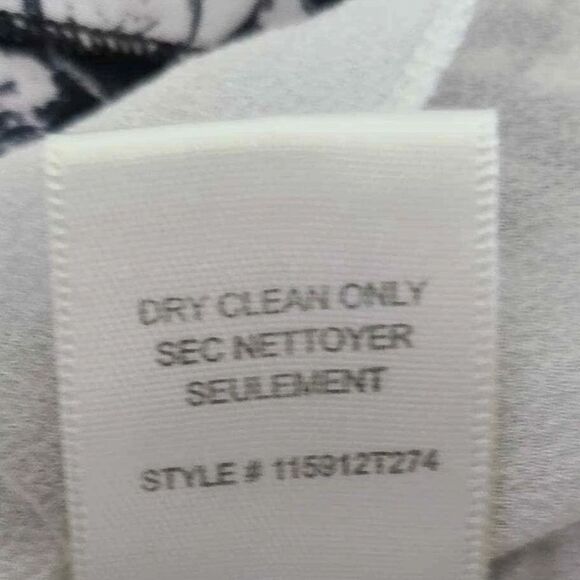 DRY CLEAN ONLY
SEC NETTOYER
SEULEMENT
STYLE # 115912T274